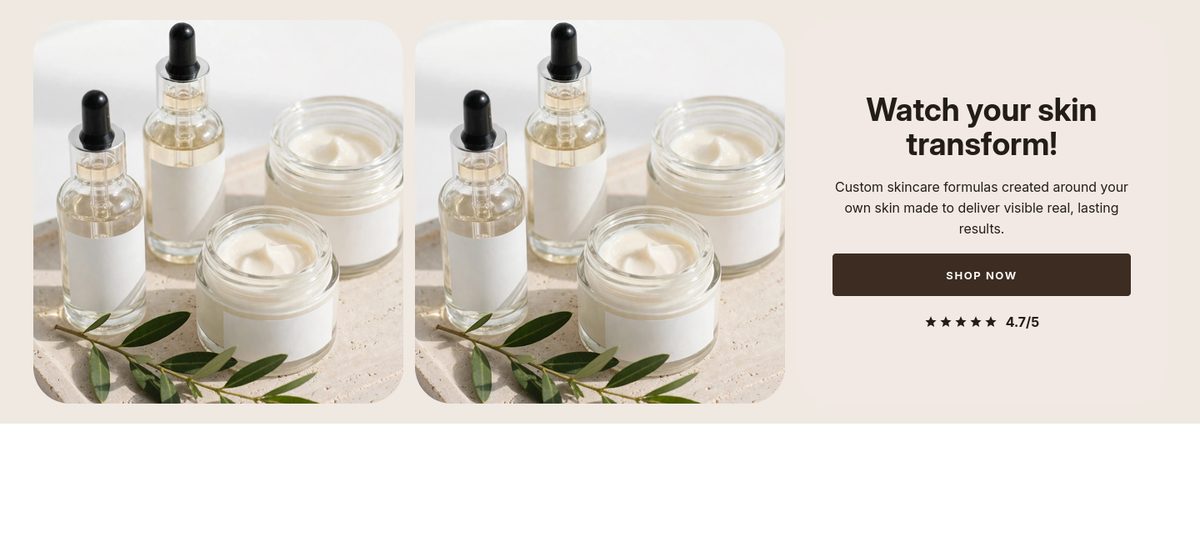 Watch your skin
transform!
Custom skincare formulas created around your
own skin made to deliver visible real, lasting
results.
SHOP NOW
★★★★★ 4.7/5